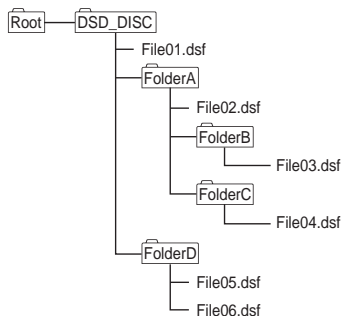 Root DSD_DISC
File01.dsf
FolderA
File02.dsf
FolderB
File03.dsf
FolderC
File04.dsf
FolderD
File05.dsf
File06.dsf